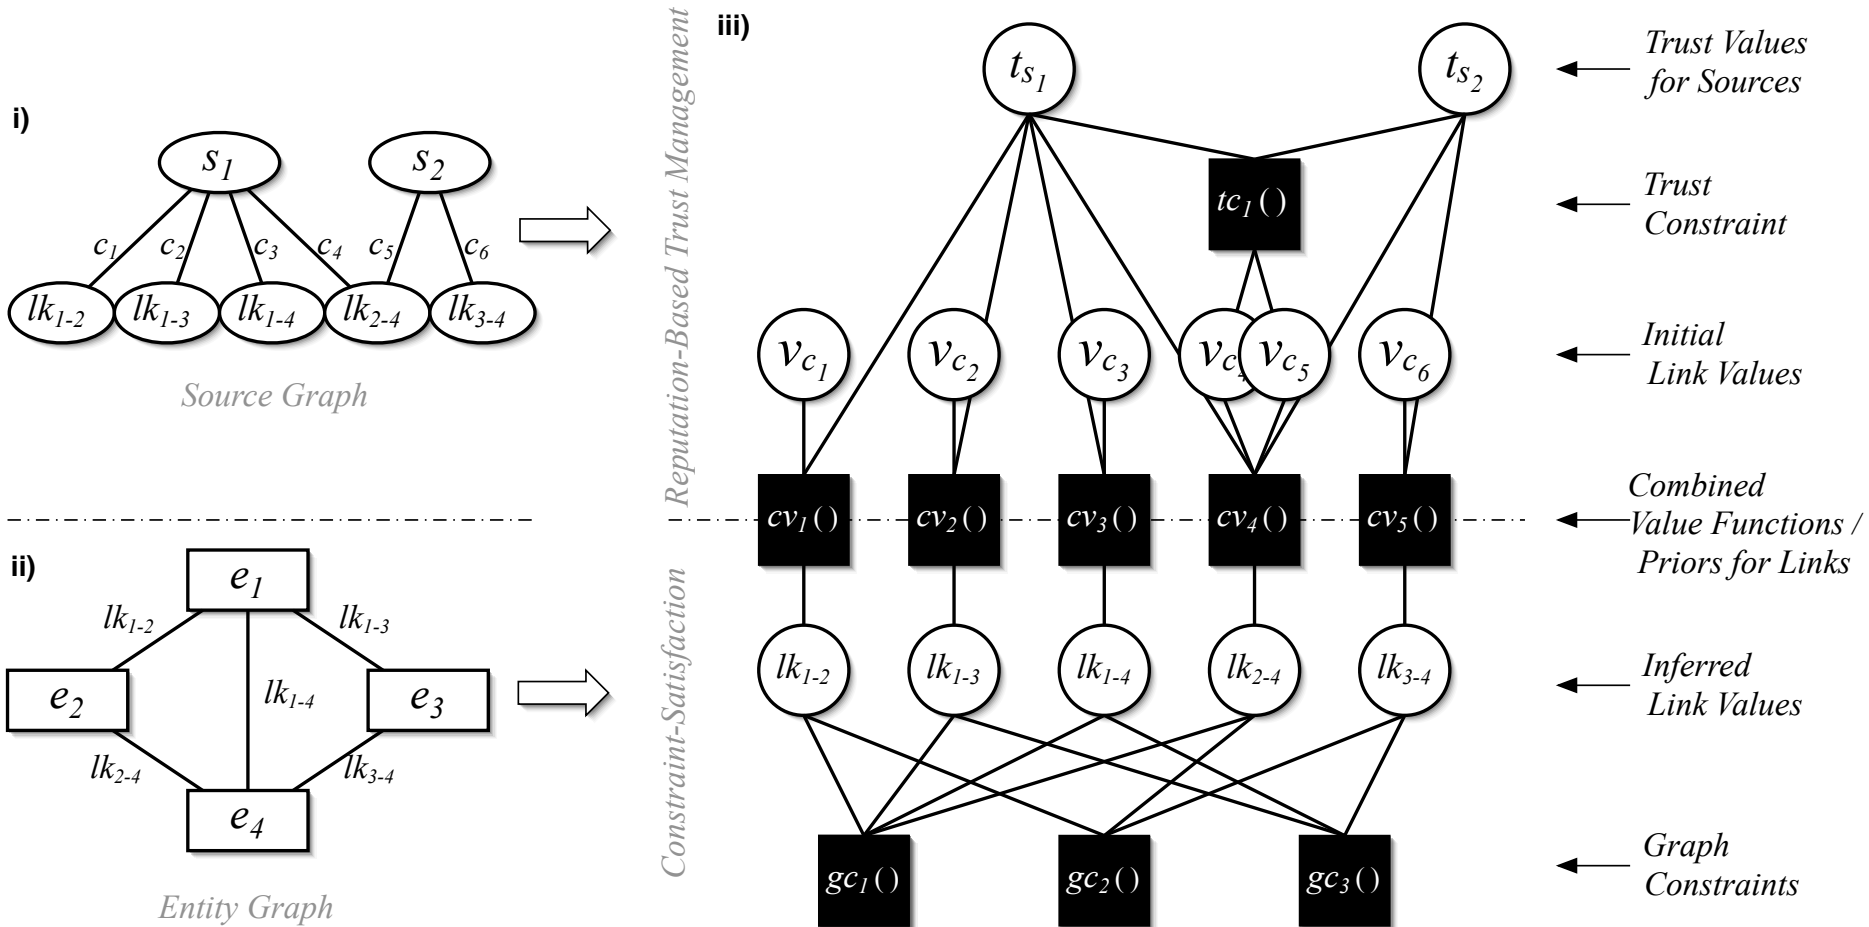 i)
s1
s2
c1
c2
c3
c4
c5
c6
lk1-2
lk1-3
lk1-4
lk2-4
lk3-4
Source Graph
ii)
e1
lk1-2
lk1-3
e2
lk1-4
e3
lk2-4
lk3-4
e4
Entity Graph
iii)
Reputation-Based Trust Management
Constraint-Satisfaction
ts1
ts2
tc1()
vc1
vc2
vc3
vc4
vc5
vc6
cv1()
cv2()
cv3()
cv4()
cv5()
lk1-2
lk1-3
lk1-4
lk2-4
lk3-4
gc1()
gc2()
gc3()
Trust Values
for Sources
Trust
Constraint
Initial
Link Values
Combined
Value Functions /
Priors for Links
Inferred
Link Values
Graph
Constraints